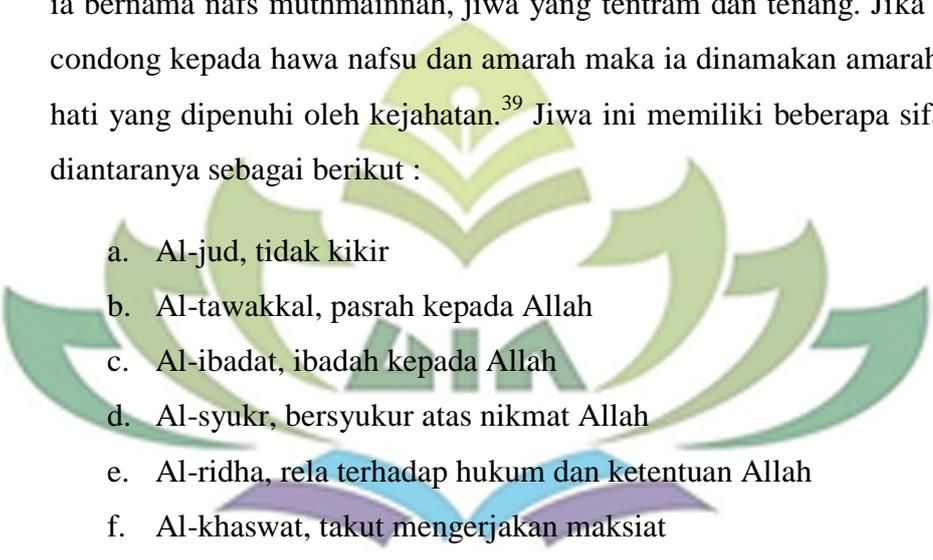 ia bernama nafs muthmainnah, jiwa yang tentram dan tenang. Jika
condong kepada hawa nafsu dan amarah maka ia dinamakan amarah
hati yang dipenuhi oleh kejahatan.39 Jiwa ini memiliki beberapa
diantaranya sebagai berikut :
a. Al-jud, tidak kikir
b. Al-tawakkal, pasrah kepada Allah
c. Al-ibadat, ibadah kepada Allah
d. Al-syukr, bersyukur atas nikmat Allah
e. Al-ridha, rela terhadap hukum dan ketentuan Allah
f. Al-khaswat, takut mengerjakan maksiat